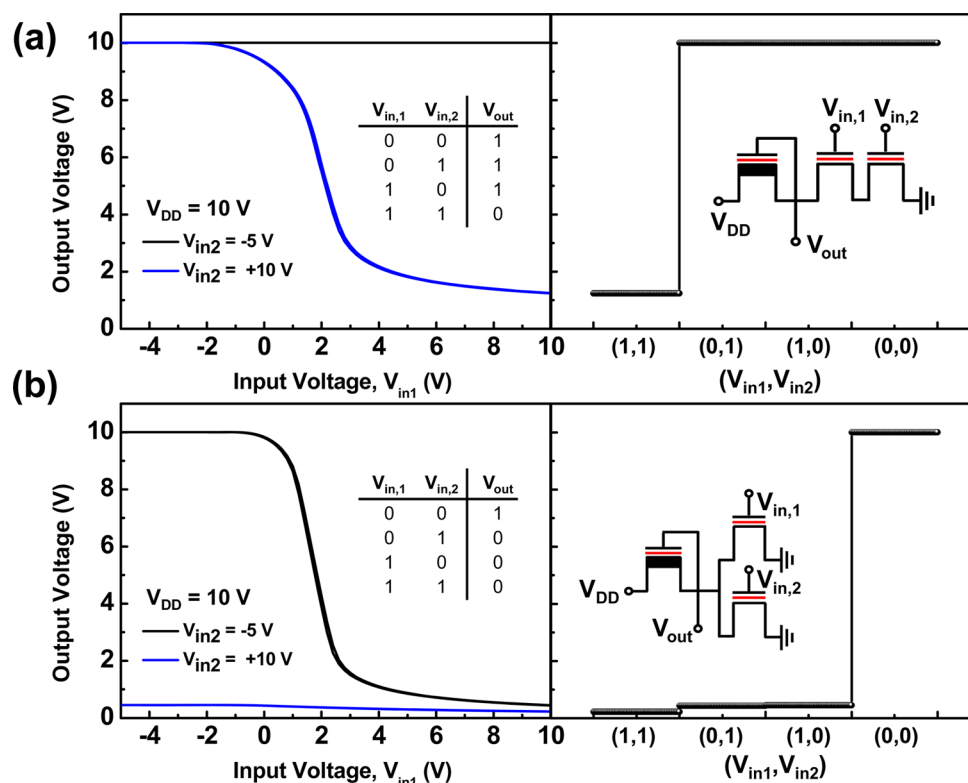 (a)
Output Voltage (V)
10
8
6
4
2
0
V_DD = 10 V
V_in2 = -5 V
V_in2 = +10 V
V_in,1 V_in,2 V_out
0 0 1
0 1 1
1 0 1
1 1 0
-4 -2 0 2 4 6 8 10
Input Voltage, V_in1 (V)
V_in,1 V_in,2
V_DD
V_out
(1,1) (0,1) (1,0) (0,0)
(V_in1,V_in2)
(b)
Output Voltage (V)
10
8
6
4
2
0
V_DD = 10 V
V_in2 = -5 V
V_in2 = +10 V
V_in,1 V_in,2 V_out
0 0 1
0 1 0
1 0 0
1 1 0
-4 -2 0 2 4 6 8 10
Input Voltage, V_in1 (V)
V_in,1
V_in,2
V_DD
V_out
(1,1) (0,1) (1,0) (0,0)
(V_in1,V_in2)